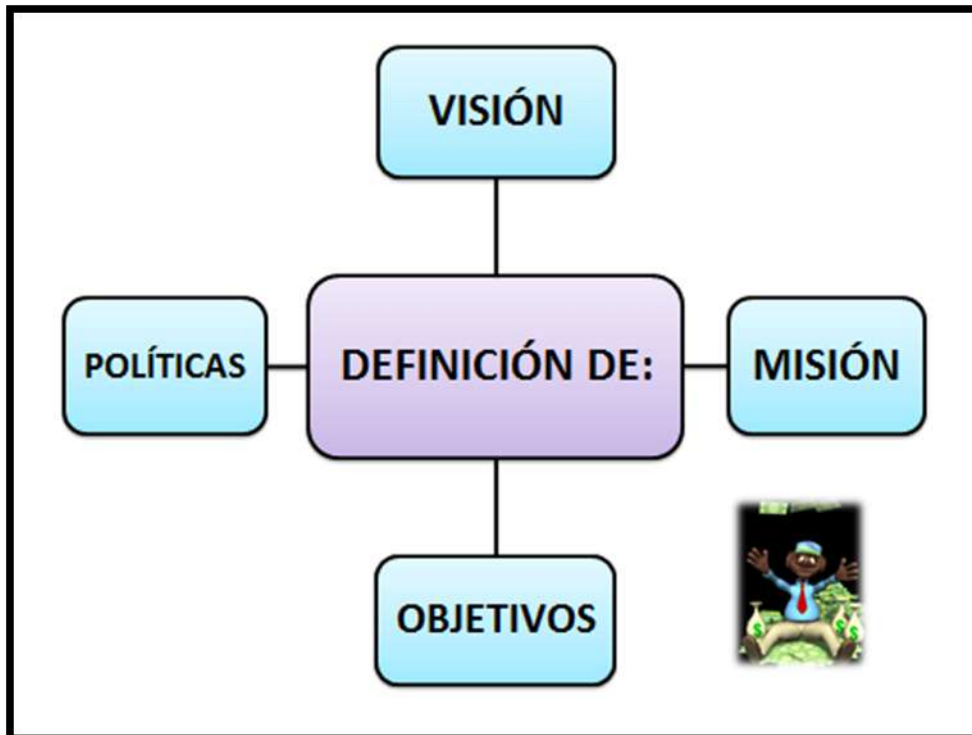 VISIÓN
POLÍTICAS
DEFINICIÓN DE:
MISIÓN
OBJETIVOS
$
$
$